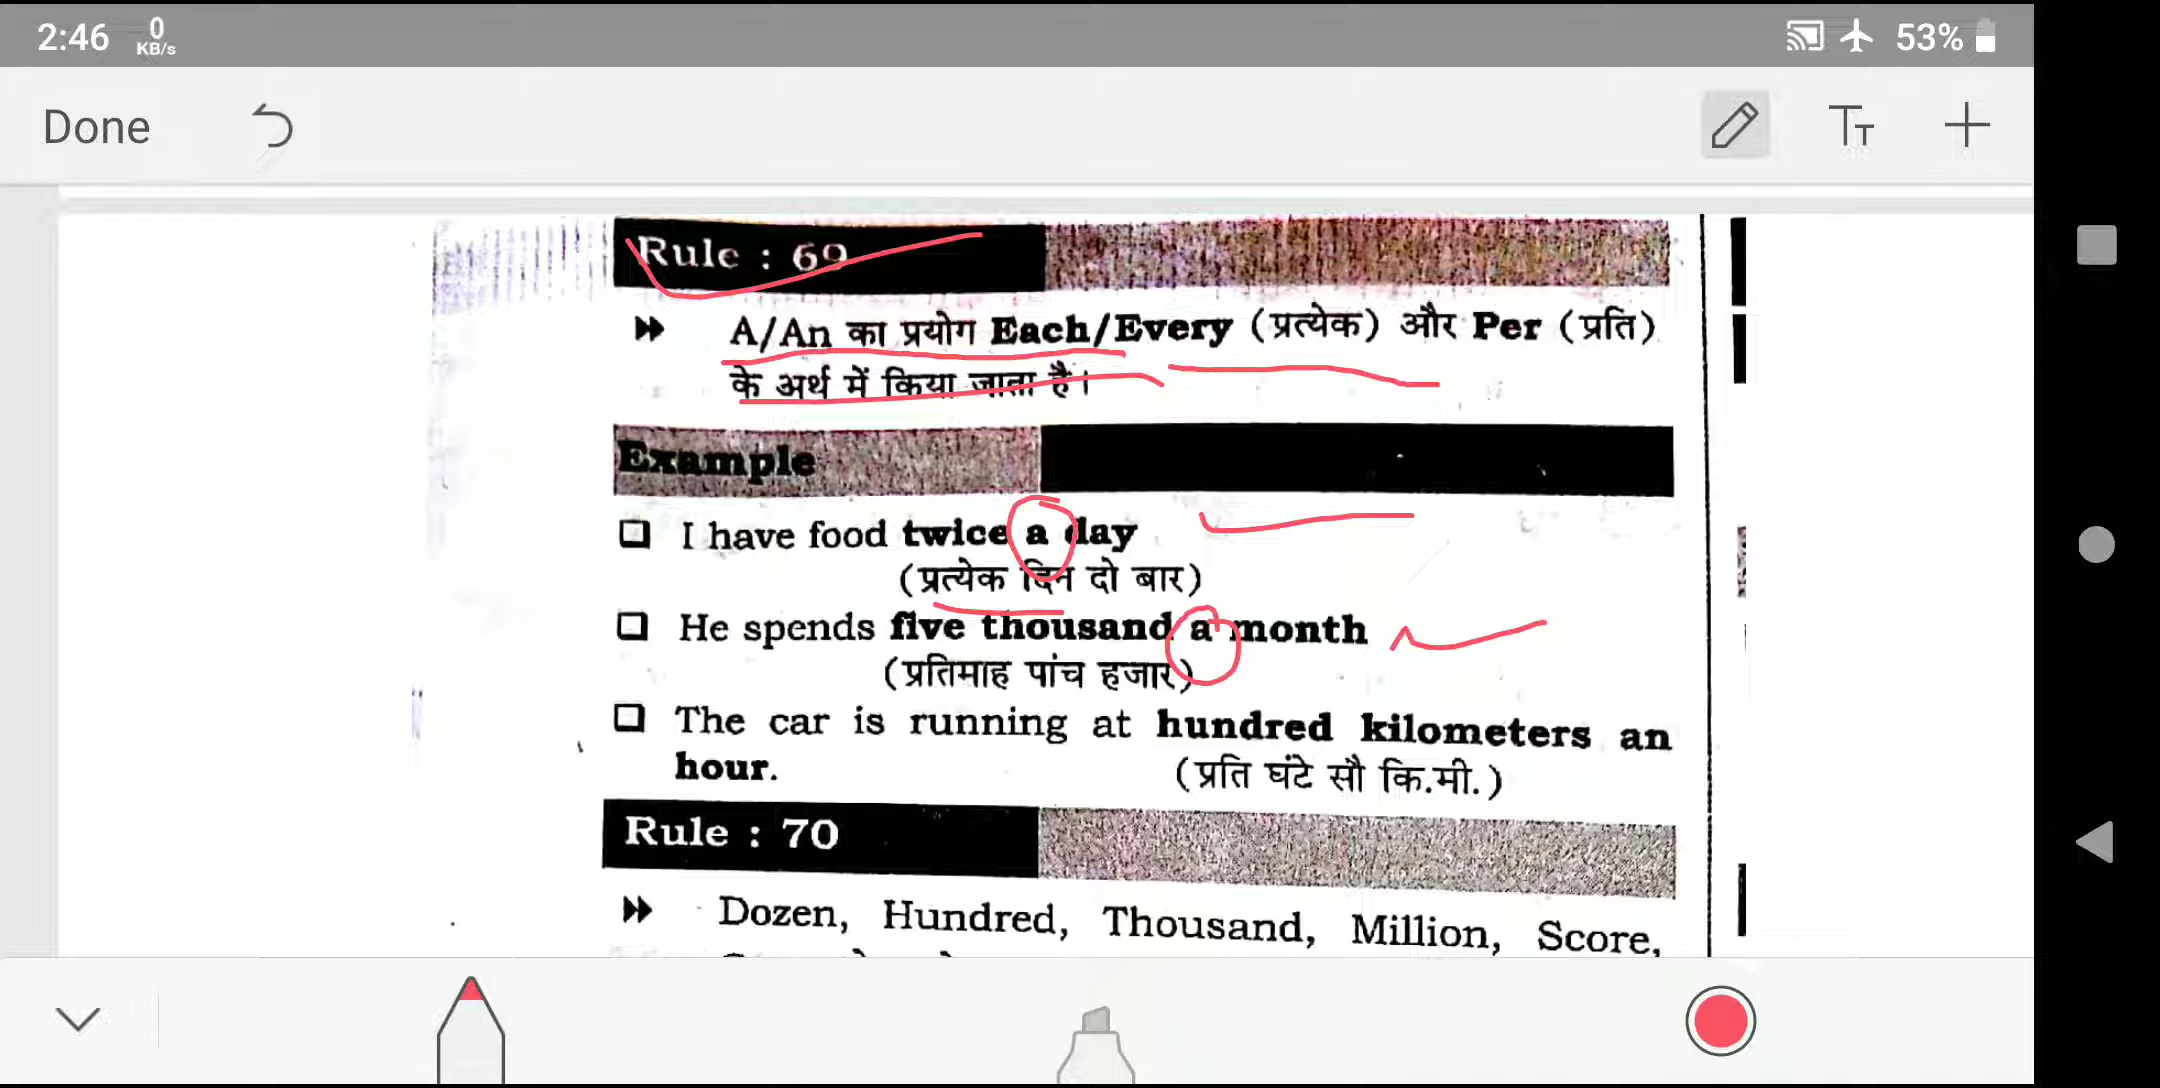 2:46 0 KB/s 53%
Done TT
Rule : 69
A/An का प्रयोग Each/Every (प्रत्येक) और Per (प्रति)
के अर्थ में किया जाता है।
Example
I have food twice a day
(प्रत्येक दिन दो बार)
He spends five thousand a month
(प्रतिमाह पांच हजार)
The car is running at hundred kilometers an
hour. (प्रति घंटे सौ कि.मी.)
Rule : 70
Dozen, Hundred, Thousand, Million, Score,